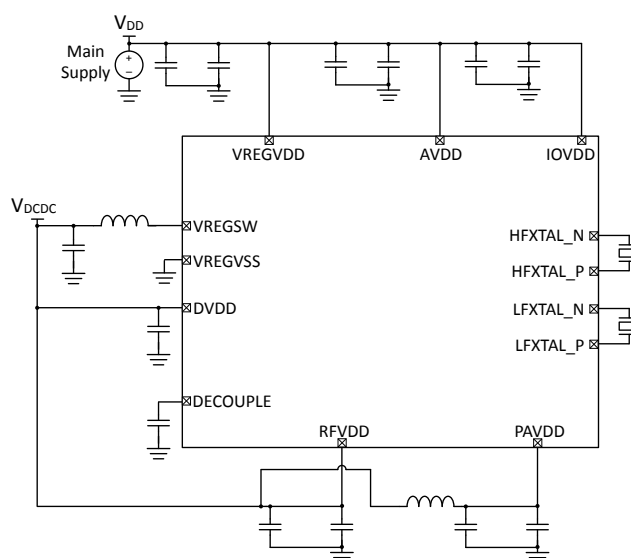 VDD
Main
Supply
+
−
VREGVDD
AVDD
IOVDD
VDCDC
VREGSW
HFXTAL_N
VREGVSS
HFXTAL_P
DVDD
LFXTAL_N
LFXTAL_P
DECOUPLE
RFVDD
PAVDD